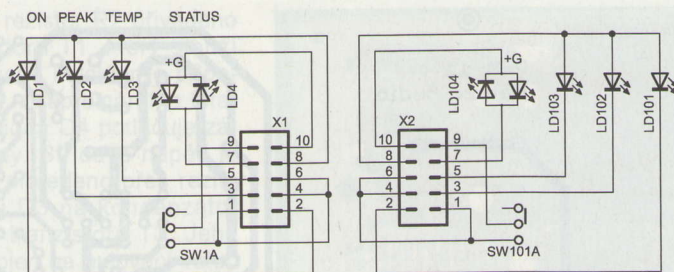 ON PEAK TEMP STATUS
LD1 LD2 LD3 +G LD4
+G LD104 LD103 LD102 LD101
X1
9 10
7 8
5 6
3 4
1 2
SW1A
X2
10 9
8 7
6 5
4 3
2 1
SW101A